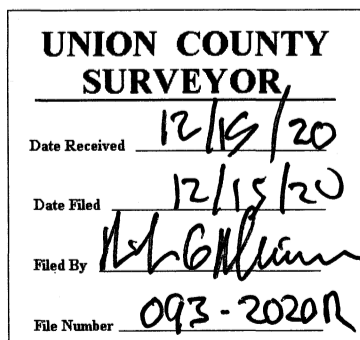 UNION COUNTY
SURVEYOR
Date Received 12/15/20
Date Filed 12/15/20
Filed By
File Number 093-2020R